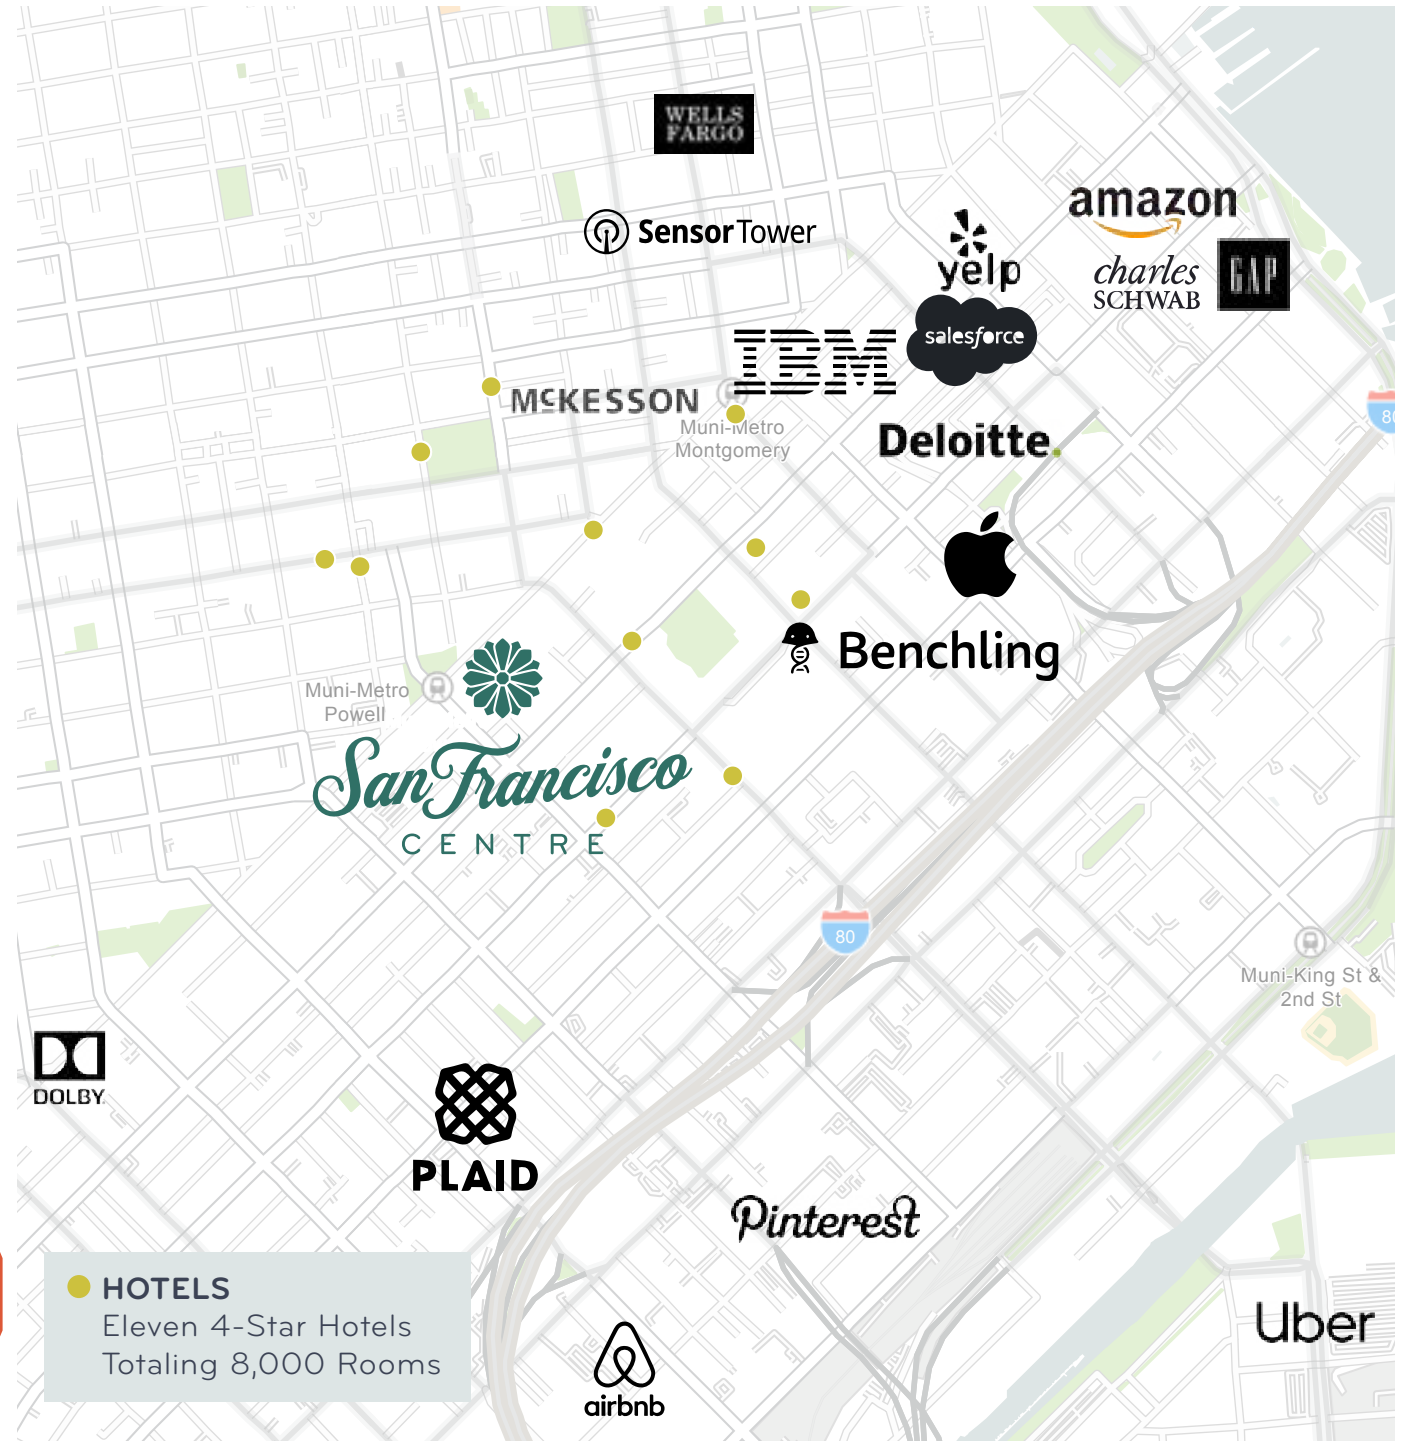 WELLS
FARGO
SensorTower
yelp
amazon
charles
SCHWAB
GAP
salesforce
IBM
McKESSON
Muni-Metro
Montgomery
Deloitte.
80
Benchling
Muni-Metro
Powell
San Francisco
CENTRE
80
Muni-King St &
2nd St
DOLBY
PLAID
Pinterest
HOTELS
Eleven 4-Star Hotels
Totaling 8,000 Rooms
Uber
airbnb